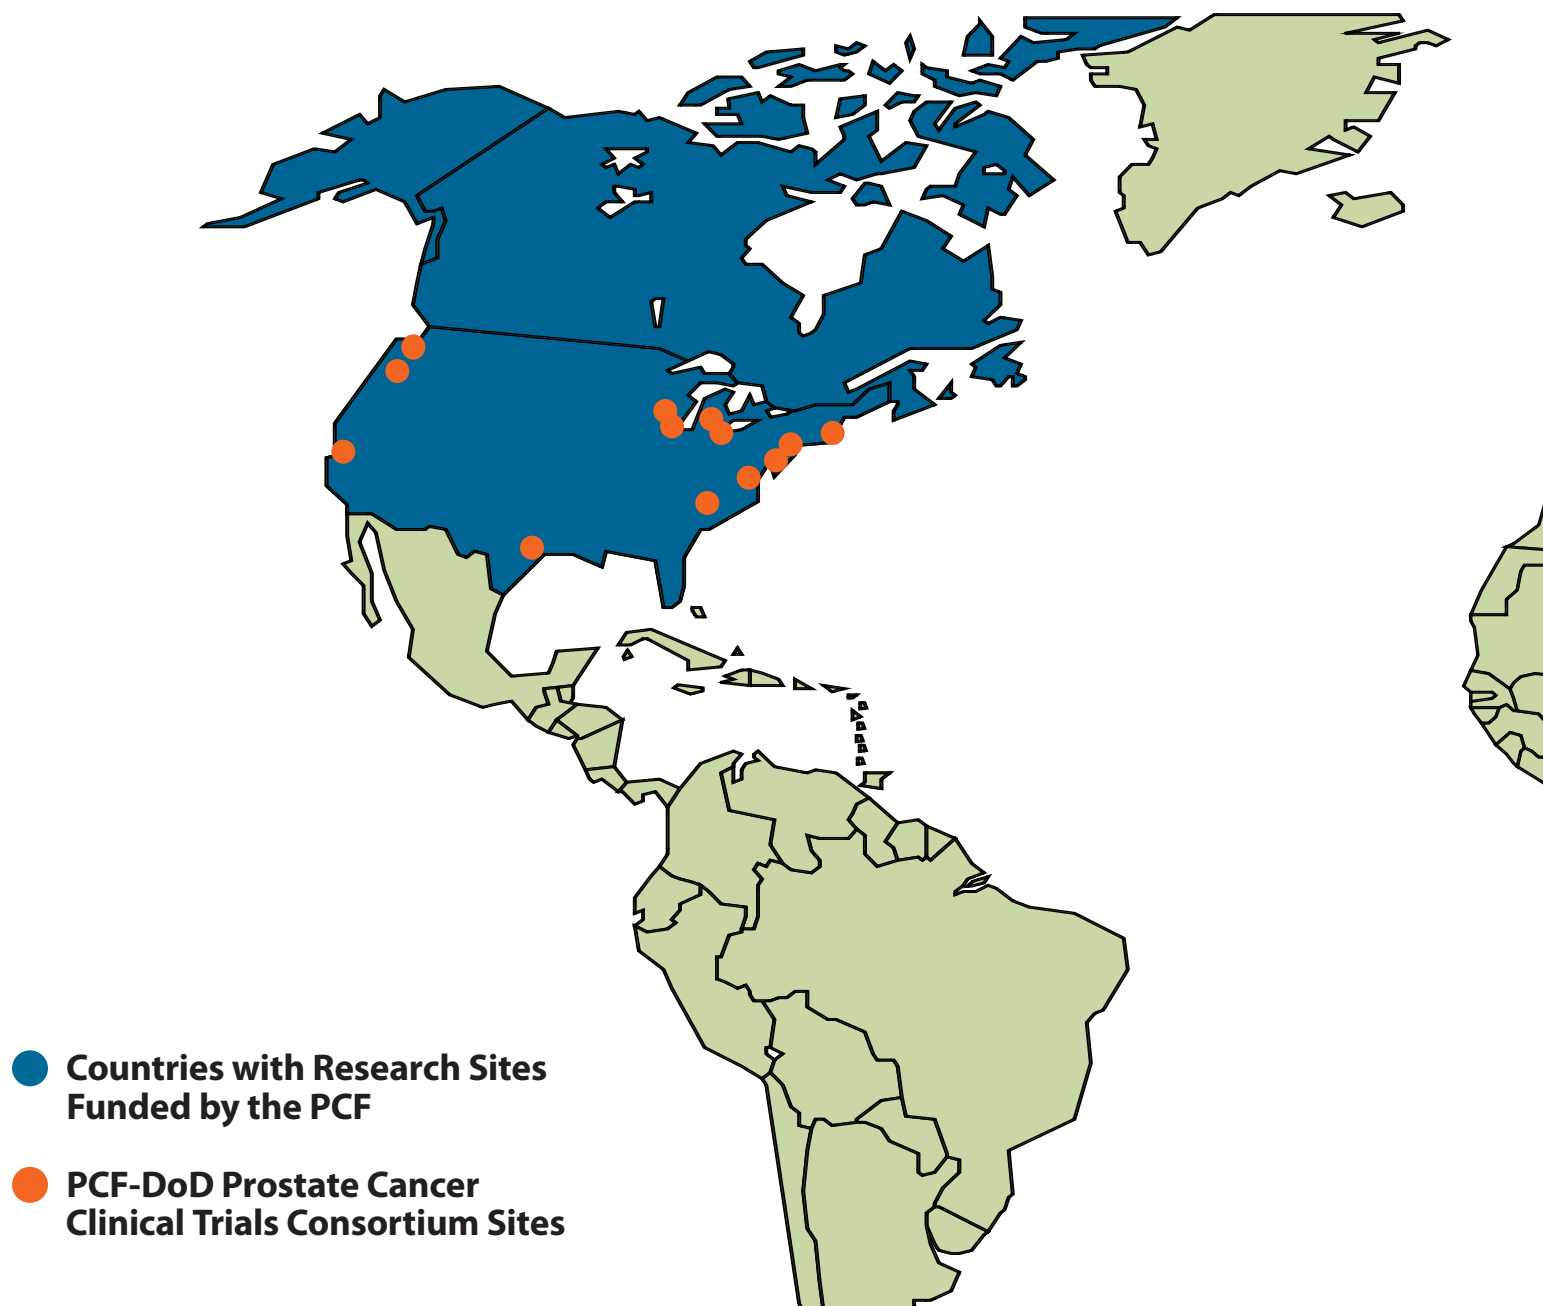 Countries with Research Sites
Funded by the PCF
PCF-DoD Prostate Cancer
Clinical Trials Consortium Sites